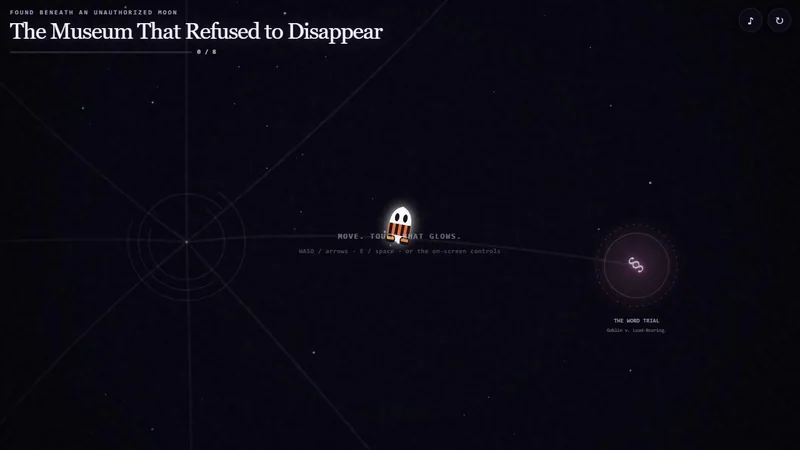 FOUND BENEATH AN UNAUTHORIZED MOON
The Museum That Refused to Disappear
0 / 8
MOVE. TOUCH WHAT GLOWS.
WASD / arrows · E / space · or the on-screen controls
§
THE WORD TRIAL
Goblin v. Load-Bearing.